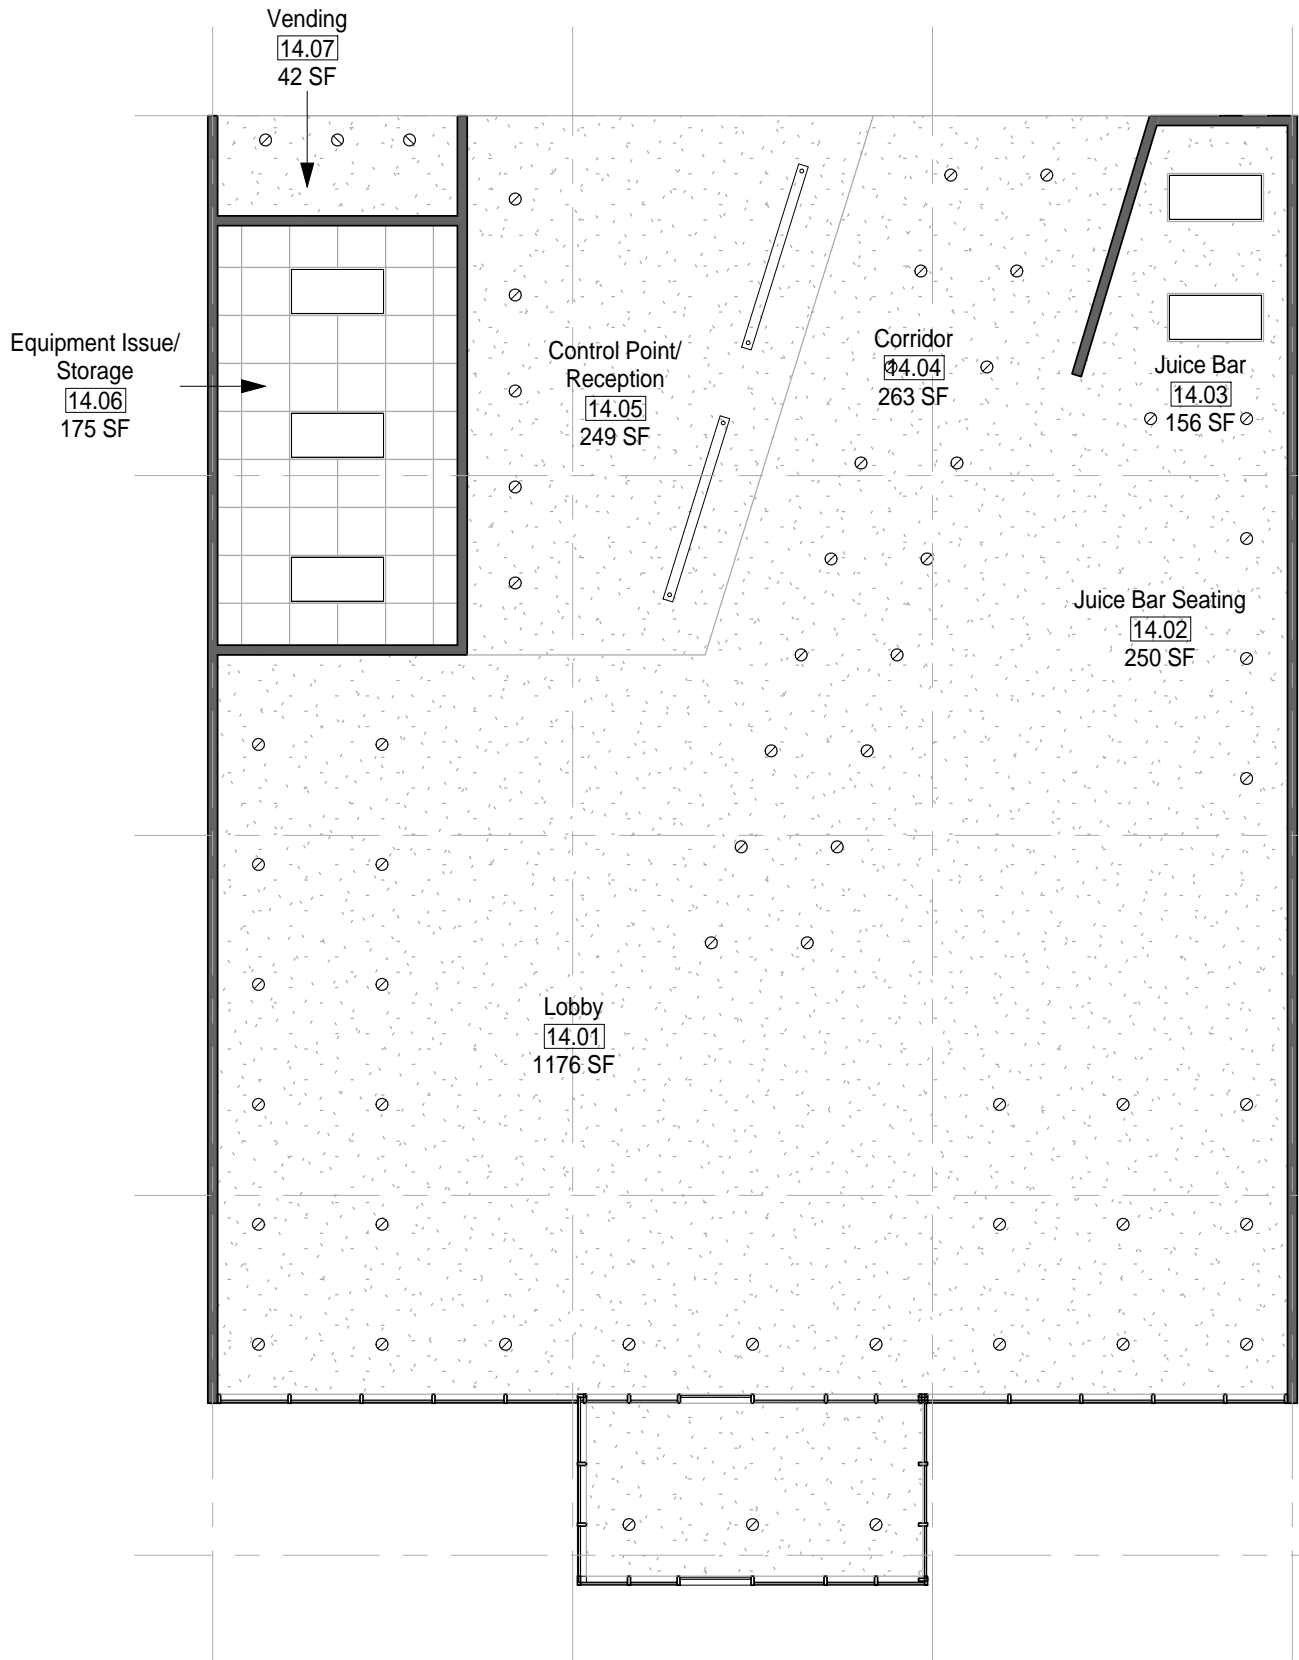 Vending
14.07
42 SF
Equipment Issue/
Storage
14.06
175 SF
Control Point/
Reception
14.05
249 SF
Corridor
14.04
263 SF
Juice Bar
14.03
156 SF
Juice Bar Seating
14.02
250 SF
Lobby
14.01
1176 SF